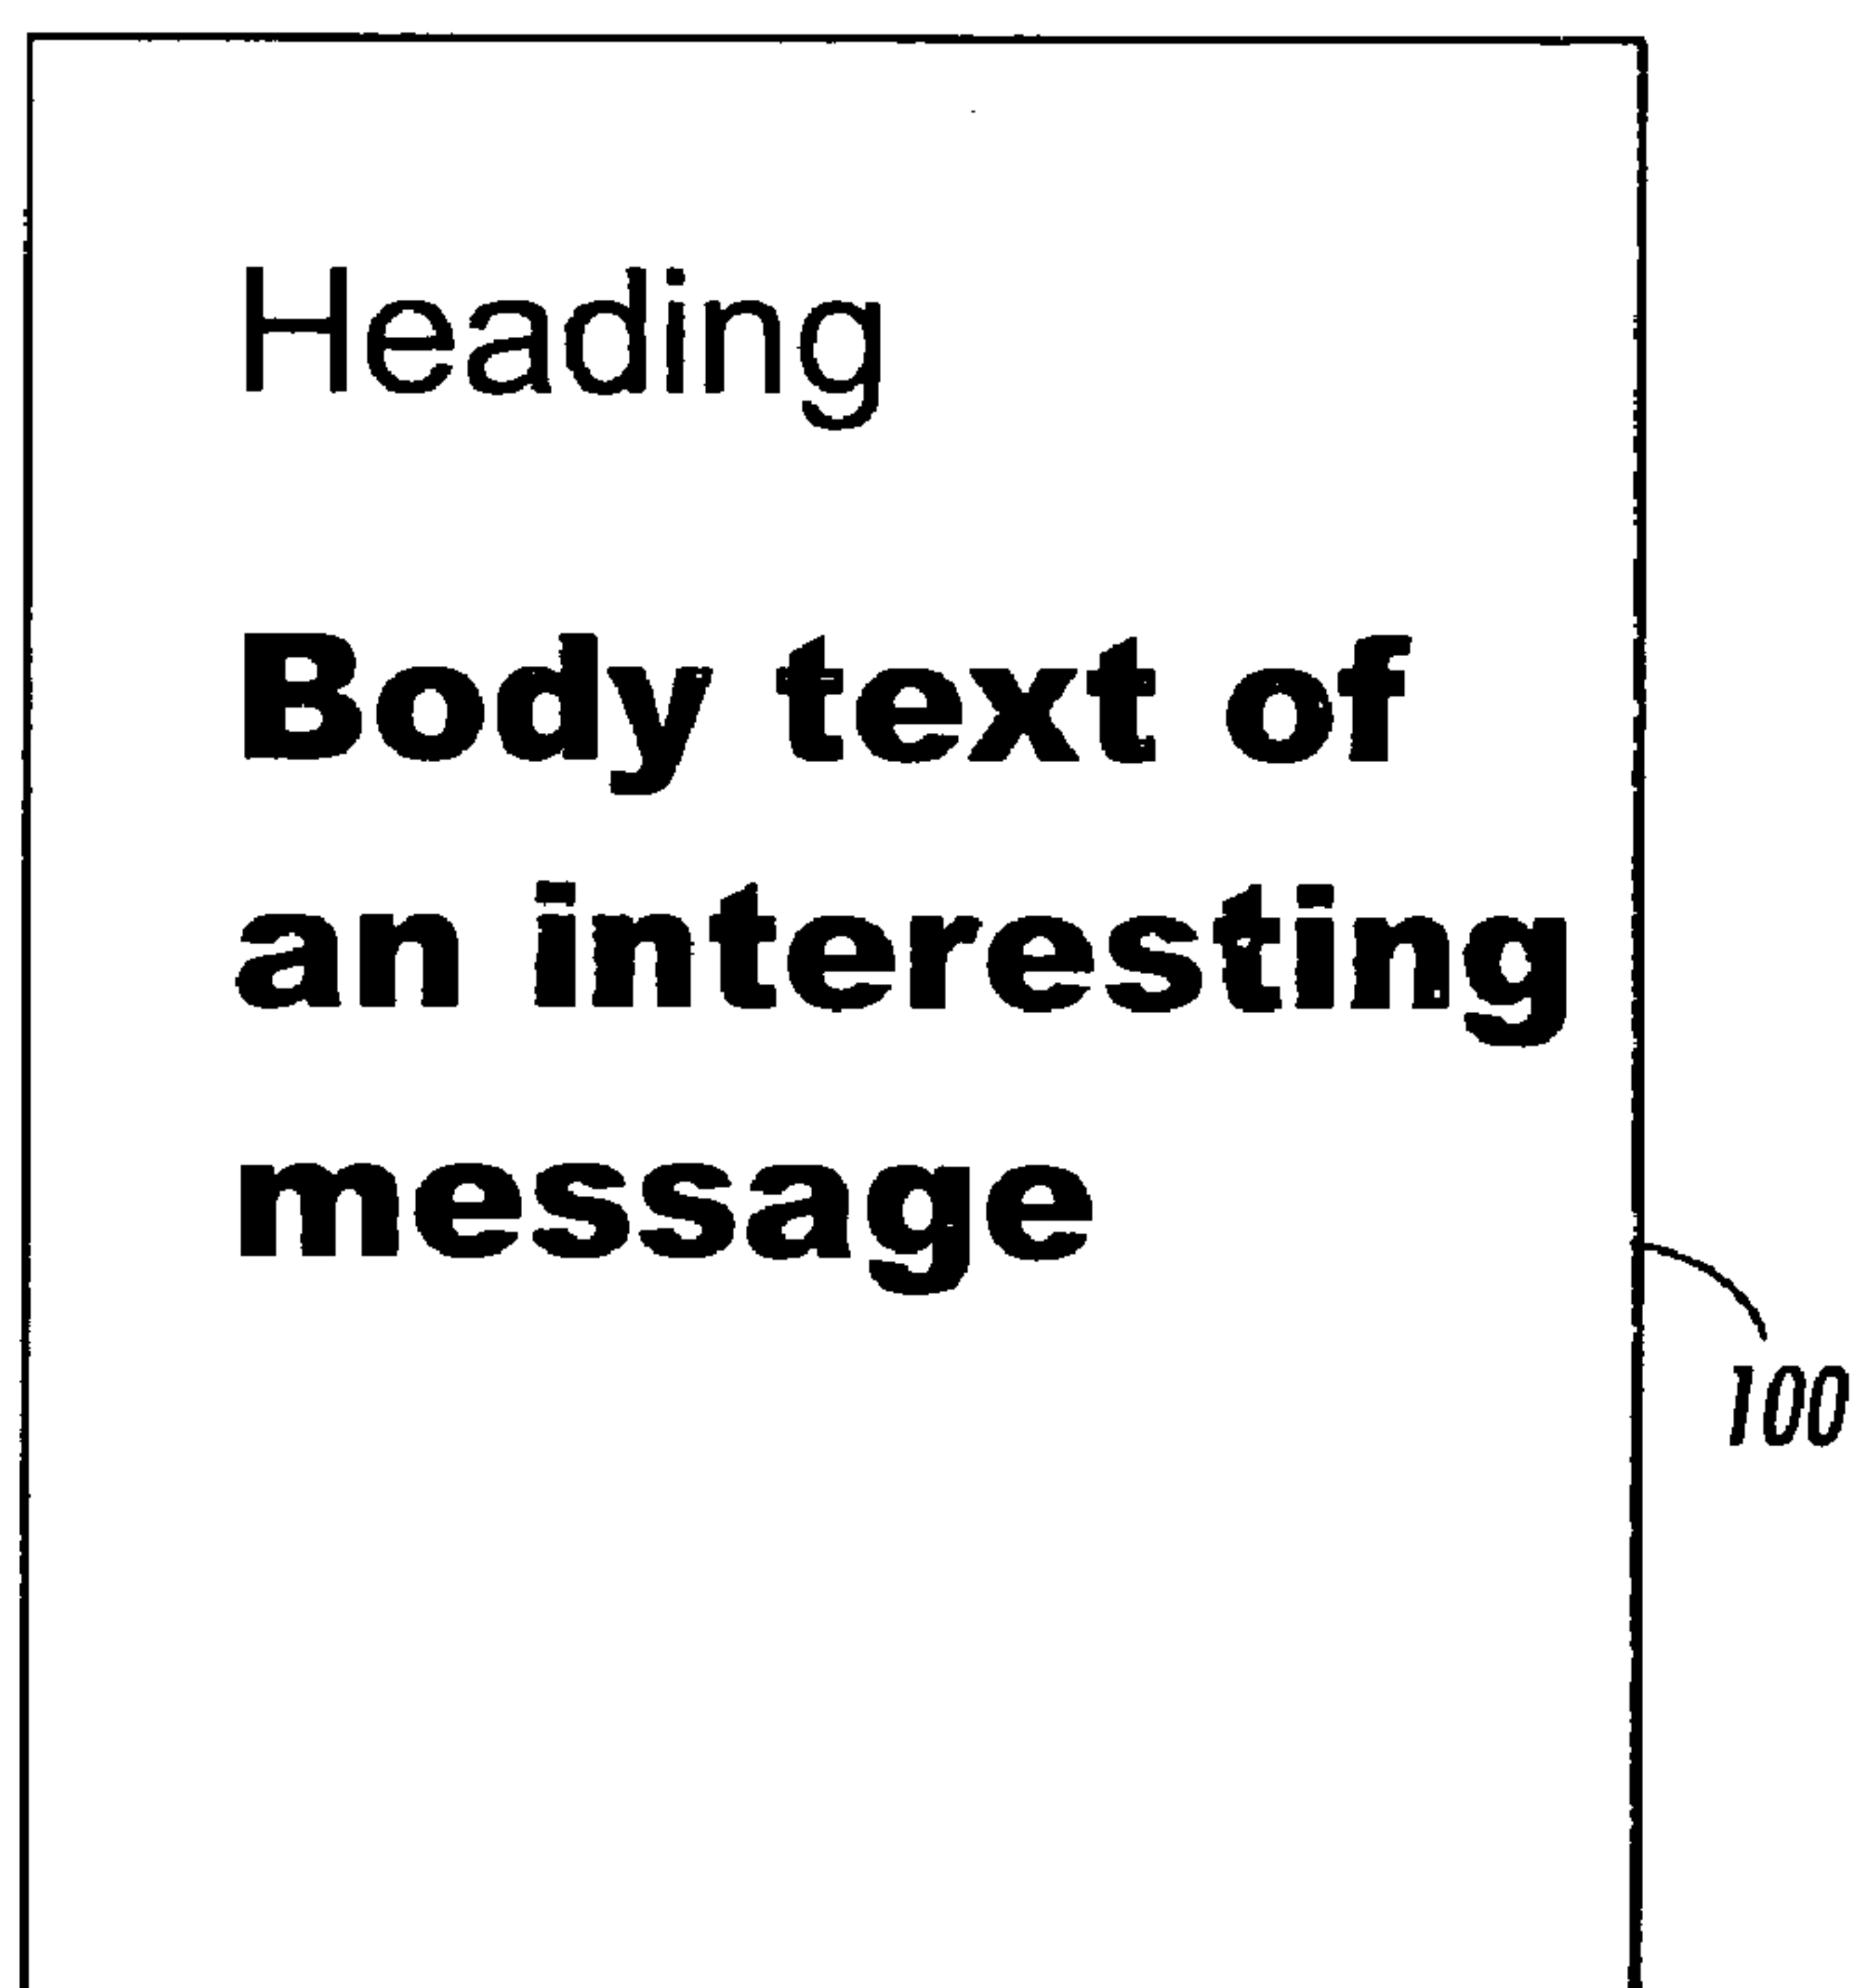 Heading
Body text of
an interesting
message
100